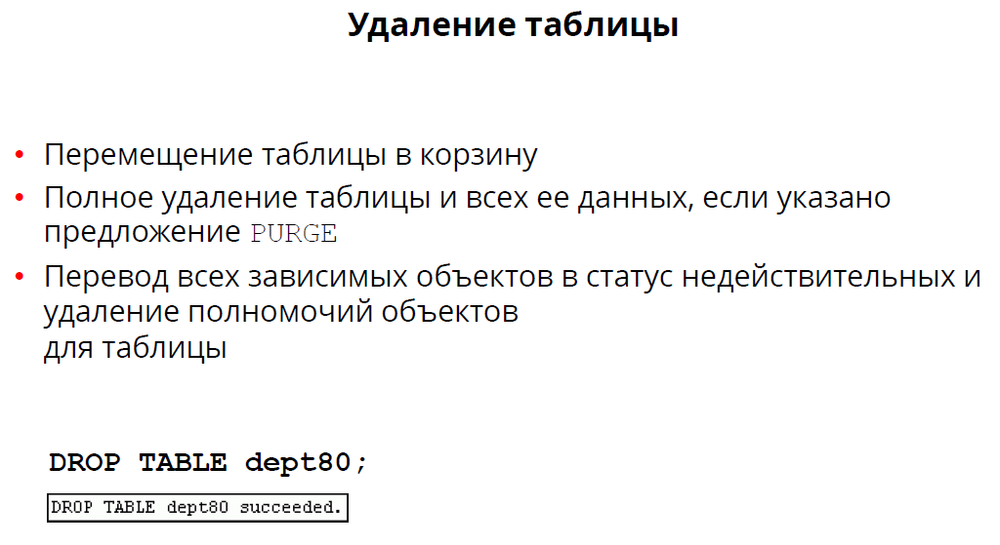 Удаление таблицы
• Перемещение таблицы в корзину
• Полное удаление таблицы и всех ее данных, если указано
предложение PURGE
• Перевод всех зависимых объектов в статус недействительных и
удаление полномочий объектов
для таблицы
DROP TABLE dept80;
DROP TABLE dept80 succeeded.